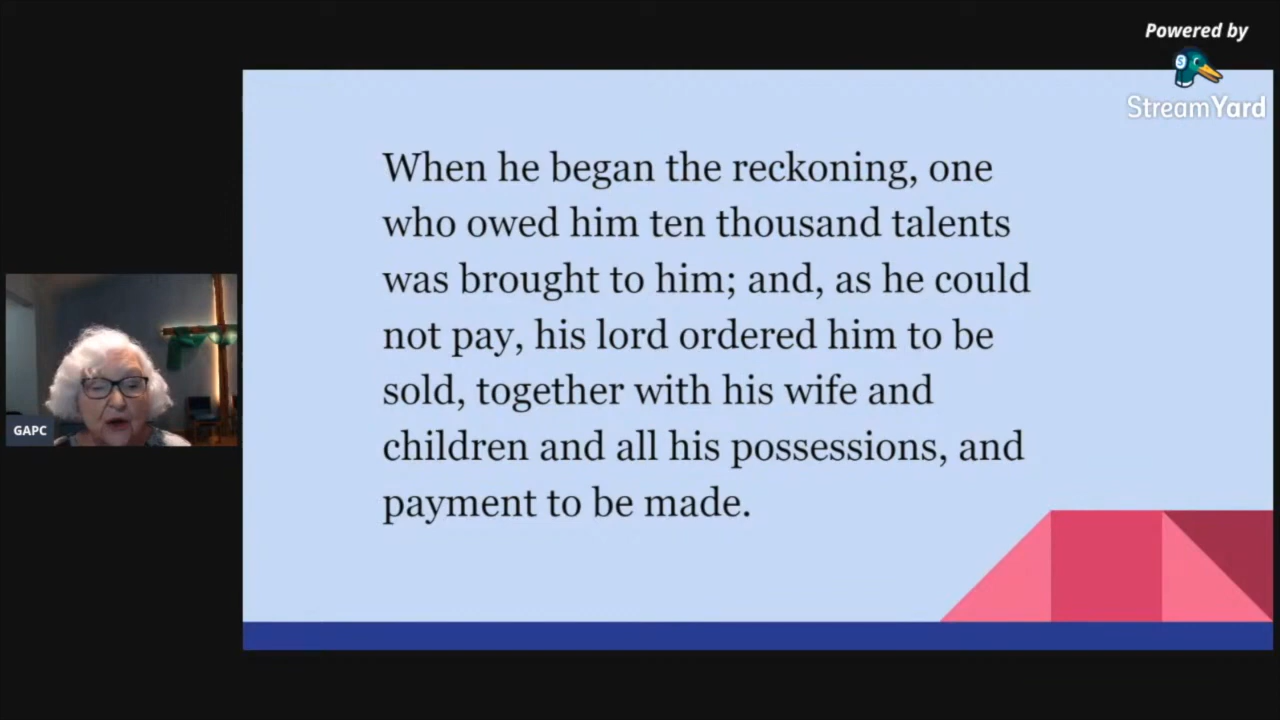 Powered by
StreamYard
When he began the reckoning, one
who owed him ten thousand talents
was brought to him; and, as he could
not pay, his lord ordered him to be
sold, together with his wife and
children and all his possessions, and
payment to be made.
GAPC